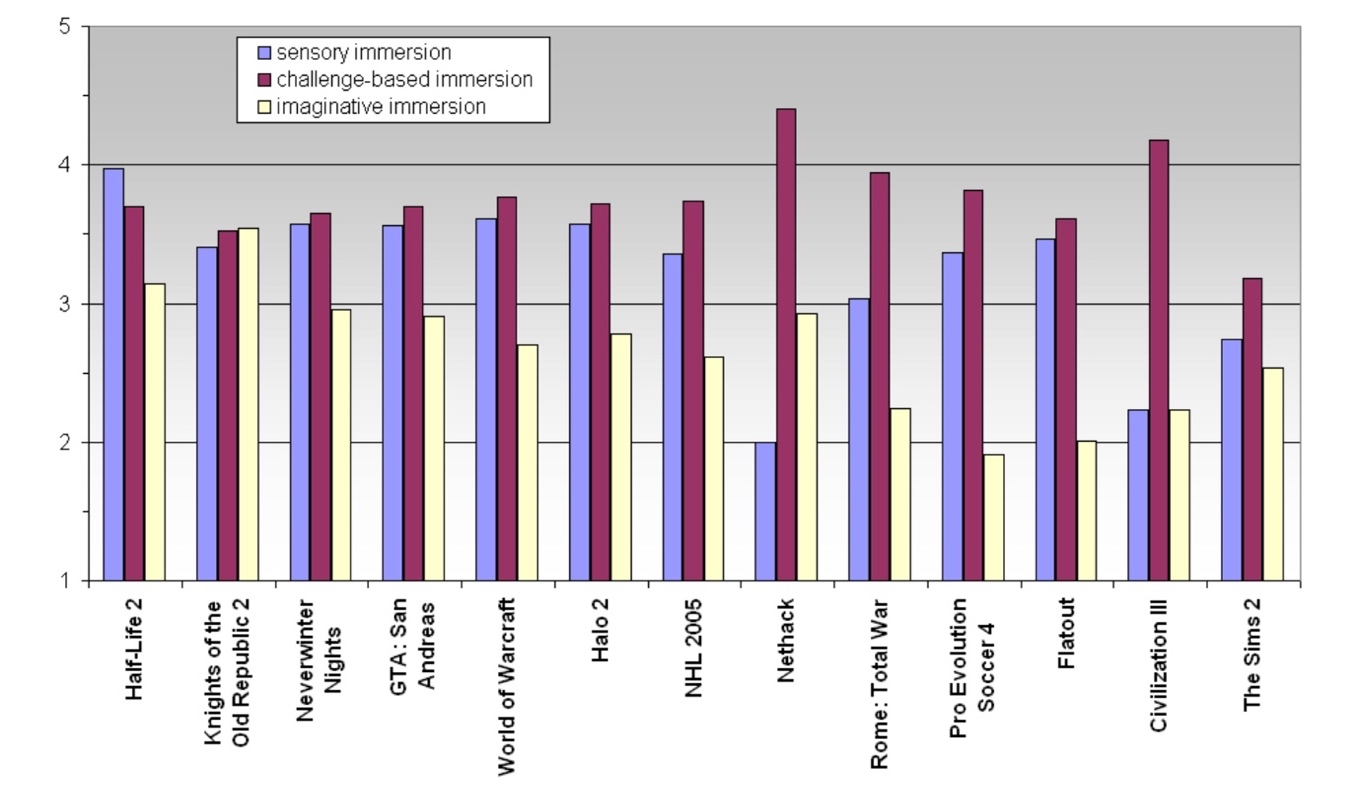 5
4
3
2
1
sensory immersion
challenge-based immersion
imaginative immersion
Half-Life 2
Knights of the
Old Republic 2
Neverwinter
Nights
GTA: San
Andreas
World of Warcraft
Halo 2
NHL 2005
Nethack
Rome: Total War
Pro Evolution
Soccer 4
Flatout
Civilization III
The Sims 2